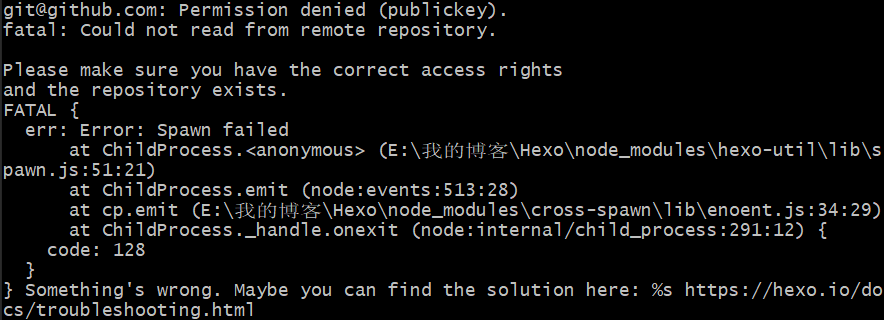 git@github.com: Permission denied (publickey).
fatal: Could not read from remote repository.

Please make sure you have the correct access rights
and the repository exists.
FATAL {
  err: Error: Spawn failed
      at ChildProcess.<anonymous> (E:\我的博客\Hexo\node_modules\hexo-util\lib\s
pawn.js:51:21)
      at ChildProcess.emit (node:events:513:28)
      at cp.emit (E:\我的博客\Hexo\node_modules\cross-spawn\lib\enoent.js:34:29)
      at ChildProcess._handle.onexit (node:internal/child_process:291:12) {
    code: 128
  }
} Something's wrong. Maybe you can find the solution here: %s https://hexo.io/do
cs/troubleshooting.html